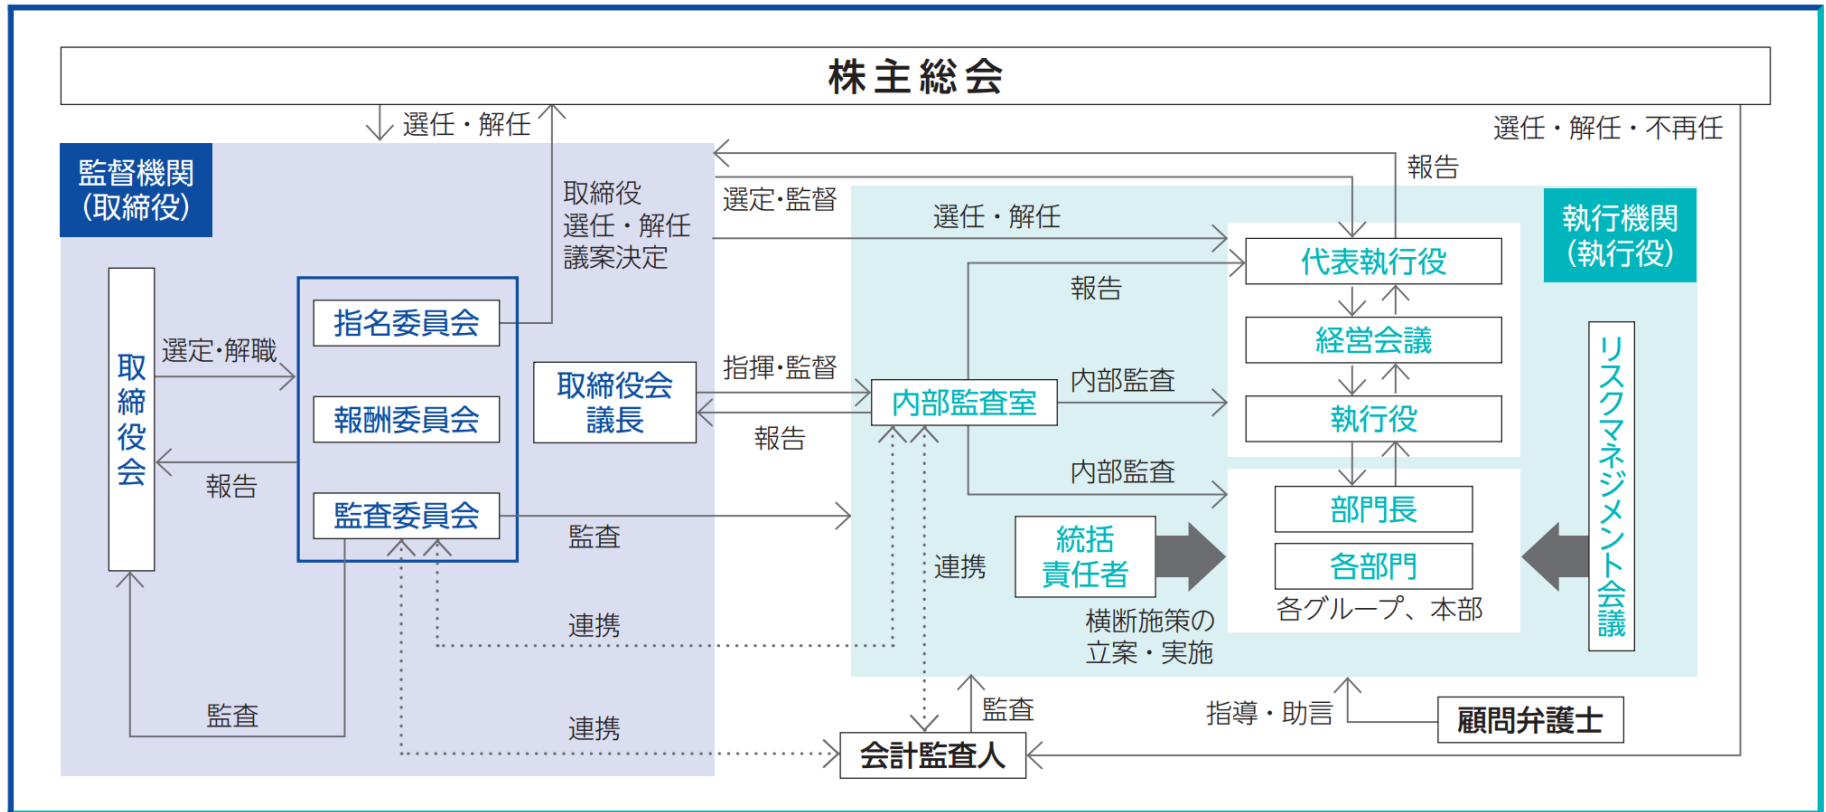 株主総会
選任・解任
選任・解任・不再任
監督機関
(取締役)
取締役
選任・解任
議案決定
報告
選定・監督
選任・解任
執行機関
(執行役)
代表執行役
報告
指名委員会
経営会議
選定・解職
取締役会
取締役会
議長
指揮・監督
内部監査室
内部監査
報酬委員会
執行役
報告
報告
内部監査
監査委員会
監査
部門長
統括
責任者
各部門
リスクマネジメント会議
連携
各グループ、本部
横断施策の
立案・実施
連携
監査
連携
監査
指導・助言
顧問弁護士
会計監査人